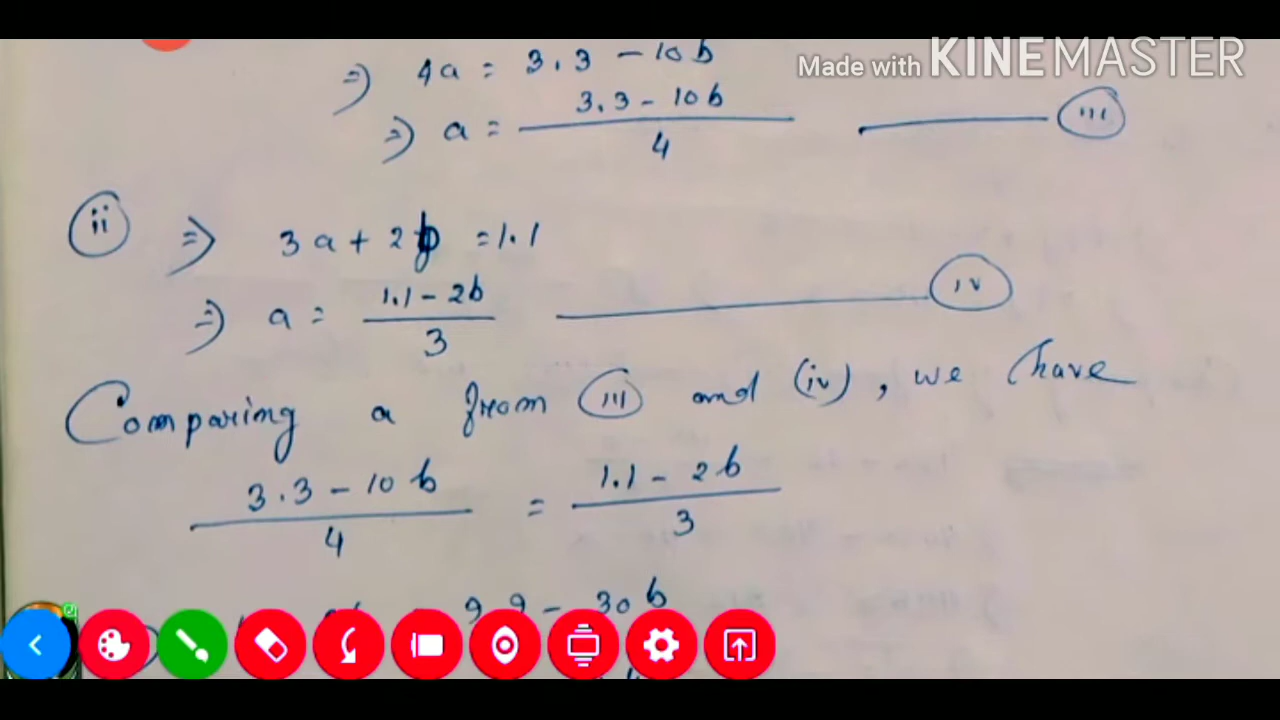 Made with KINEMASTER
⇒ 4a = 3.3 - 10b
⇒ a = (3.3 - 10b)/4 ——— (iii)
(ii) ⇒ 3a + 2b = 1.1
⇒ a = (1.1 - 2b)/3 ——— (iv)
Comparing a from (iii) and (iv), we have
(3.3 - 10b)/4 = (1.1 - 2b)/3
9.9 - 30b